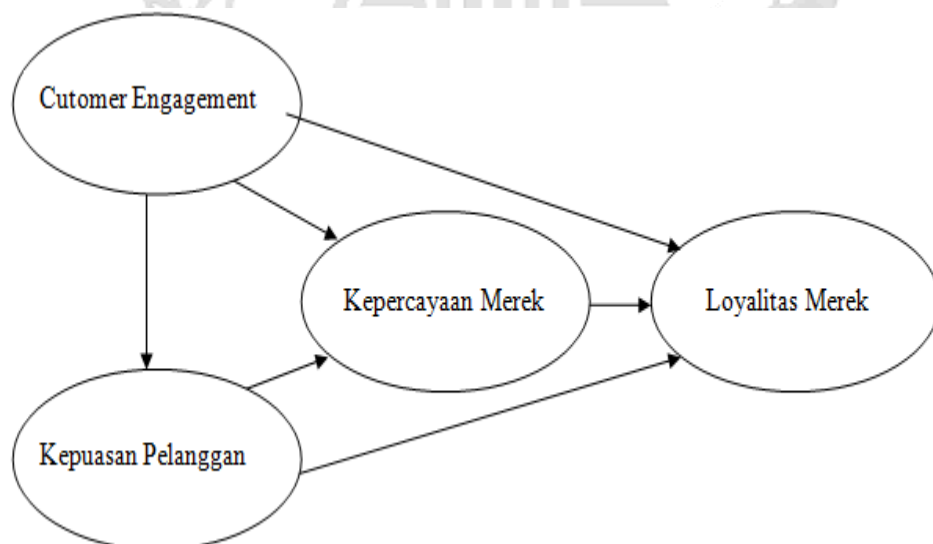 Cutomer Engagement
Kepercayaan Merek
Loyalitas Merek
Kepuasan Pelanggan